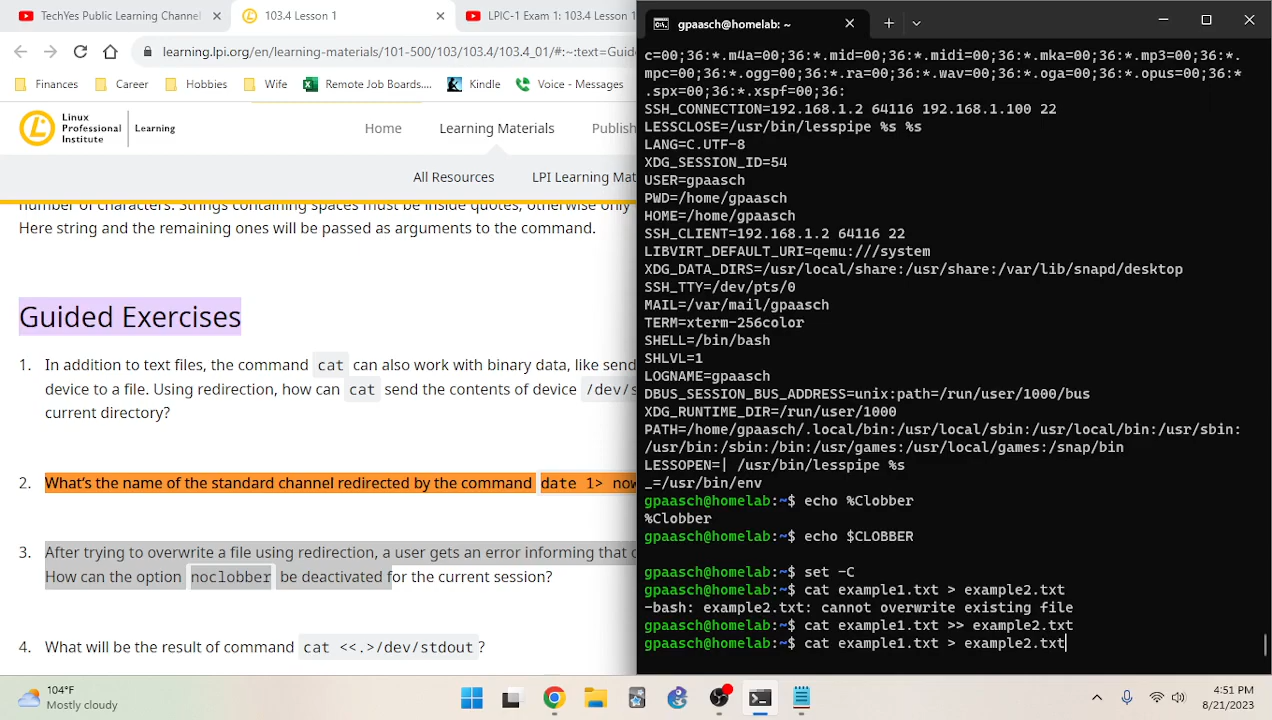 TechYes Public Learning Channel
103.4 Lesson 1
LPIC-1 Exam 1: 103.4 Lesson 1
gpaasch@homelab: ~
learning.lpi.org/en/learning-materials/101-500/103/103.4/103.4_01/#:~:text=Guide
Finances
Career
Hobbies
Wife
Remote Job Boards....
Kindle
Voice - Messages
Linux
Professional
Institute
Learning
Home
Learning Materials
Publish
All Resources
LPI Learning Mat
number of characters. Strings containing spaces must be inside quotes, otherwise only
Here string and the remaining ones will be passed as arguments to the command.
Guided Exercises
1. In addition to text files, the command cat can also work with binary data, like send
device to a file. Using redirection, how can cat send the contents of device /dev/s
current directory?
2. What's the name of the standard channel redirected by the command date 1> now
3. After trying to overwrite a file using redirection, a user gets an error informing that
How can the option noclobber be deactivated for the current session?
4. What will be the result of command cat <<.>/dev/stdout ?
c=00;36:*.m4a=00;36:*.mid=00;36:*.midi=00;36:*.mka=00;36:*.mp3=00;36:*.
mpc=00;36:*.ogg=00;36:*.ra=00;36:*.wav=00;36:*.oga=00;36:*.opus=00;36:*
.spx=00;36:*.xspf=00;36:
SSH_CONNECTION=192.168.1.2 64116 192.168.1.100 22
LESSCLOSE=/usr/bin/lesspipe %s %s
LANG=C.UTF-8
XDG_SESSION_ID=54
USER=gpaasch
PWD=/home/gpaasch
HOME=/home/gpaasch
SSH_CLIENT=192.168.1.2 64116 22
LIBVIRT_DEFAULT_URI=qemu:///system
XDG_DATA_DIRS=/usr/local/share:/usr/share:/var/lib/snapd/desktop
SSH_TTY=/dev/pts/0
MAIL=/var/mail/gpaasch
TERM=xterm-256color
SHELL=/bin/bash
SHLVL=1
LOGNAME=gpaasch
DBUS_SESSION_BUS_ADDRESS=unix:path=/run/user/1000/bus
XDG_RUNTIME_DIR=/run/user/1000
PATH=/home/gpaasch/.local/bin:/usr/local/sbin:/usr/local/bin:/usr/sbin:
/usr/bin:/sbin:/bin:/usr/games:/usr/local/games:/snap/bin
LESSOPEN=| /usr/bin/lesspipe %s
_=/usr/bin/env
gpaasch@homelab:~$ echo %Clobber
%Clobber
gpaasch@homelab:~$ echo $CLOBBER
gpaasch@homelab:~$ set -C
gpaasch@homelab:~$ cat example1.txt > example2.txt
-bash: example2.txt: cannot overwrite existing file
gpaasch@homelab:~$ cat example1.txt >> example2.txt
gpaasch@homelab:~$ cat example1.txt > example2.txt
104°F
Mostly cloudy
4:51 PM
8/21/2023